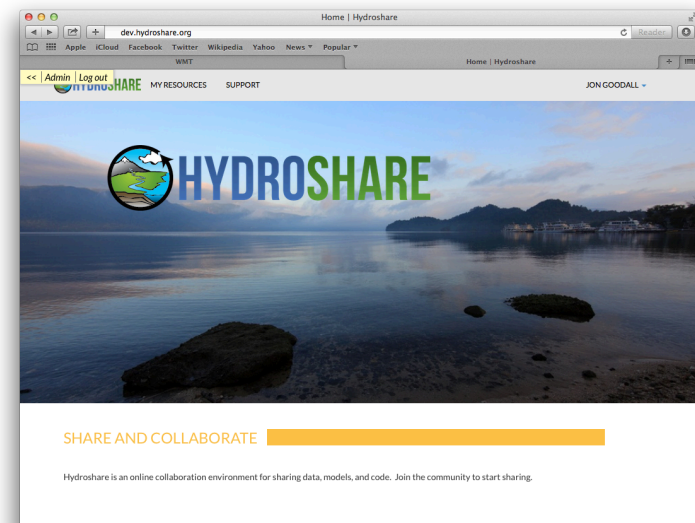 Home | Hydroshare
dev.hydroshare.org
Reader
Apple iCloud Facebook Twitter Wikipedia Yahoo News Popular
WMT Home | Hydroshare
<< Admin Log out
HYDROSHARE MY RESOURCES SUPPORT JON GOODALL
HYDROSHARE
SHARE AND COLLABORATE
Hydroshare is an online collaboration environment for sharing data, models, and code. Join the community to start sharing.